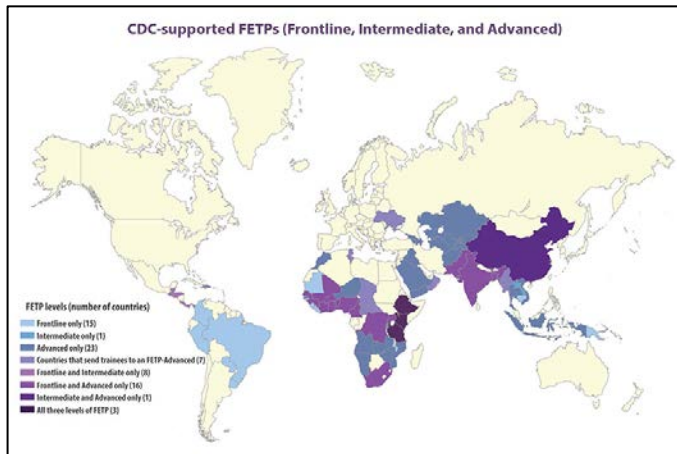 CDC-supported FETPs (Frontline, Intermediate, and Advanced)
FETP levels (number of countries)
Frontline only (15)
Intermediate only (1)
Advanced only (23)
Countries that send trainees to an FETP-Advanced (7)
Frontline and Intermediate only (8)
Frontline and Advanced only (16)
Intermediate and Advanced only (1)
All three levels of FETP (3)